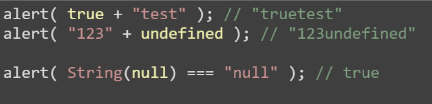 alert( true + "test" ); // "truetest"
alert( "123" + undefined ); // "123undefined"
alert( String(null) === "null" ); // true